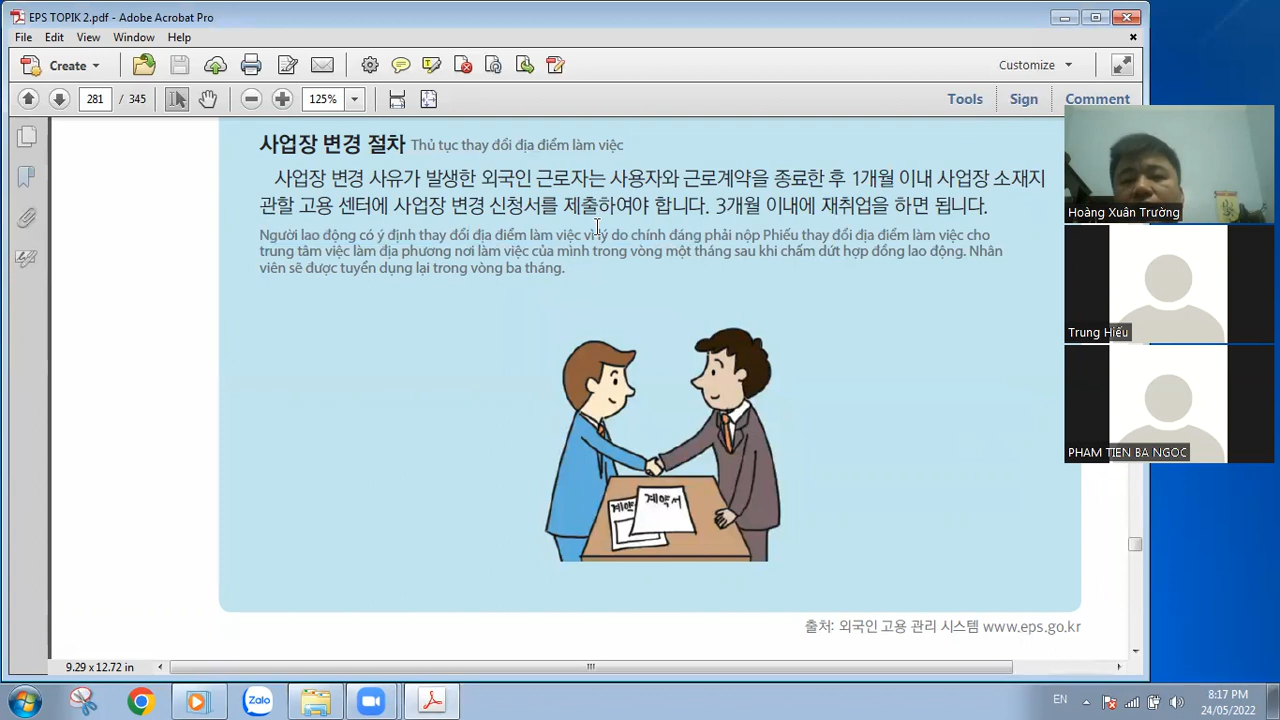 EPS TOPIK 2.pdf - Adobe Acrobat Pro
File Edit View Window Help
Create
Customize
281 / 345
125%
Tools Sign Comment
사업장 변경 절차 Thủ tục thay đổi địa điểm làm việc
사업장 변경 사유가 발생한 외국인 근로자는 사용자와 근로계약을 종료한 후 1개월 이내 사업장 소재지
관할 고용 센터에 사업장 변경 신청서를 제출하여야 합니다. 3개월 이내에 재취업을 하면 됩니다.
Người lao động có ý định thay đổi địa điểm làm việc vì lý do chính đáng phải nộp Phiếu thay đổi địa điểm làm việc cho
trung tâm việc làm địa phương nơi làm việc của mình trong vòng một tháng sau khi chấm dứt hợp đồng lao động. Nhân
viên sẽ được tuyển dụng lại trong vòng ba tháng.
계약
계약서
출처: 외국인 고용 관리 시스템 www.eps.go.kr
Hoàng Xuân Trường
Trung Hiếu
PHAM TIEN BA NGOC
9.29 x 12.72 in
Zalo
EN
8:17 PM
24/05/2022